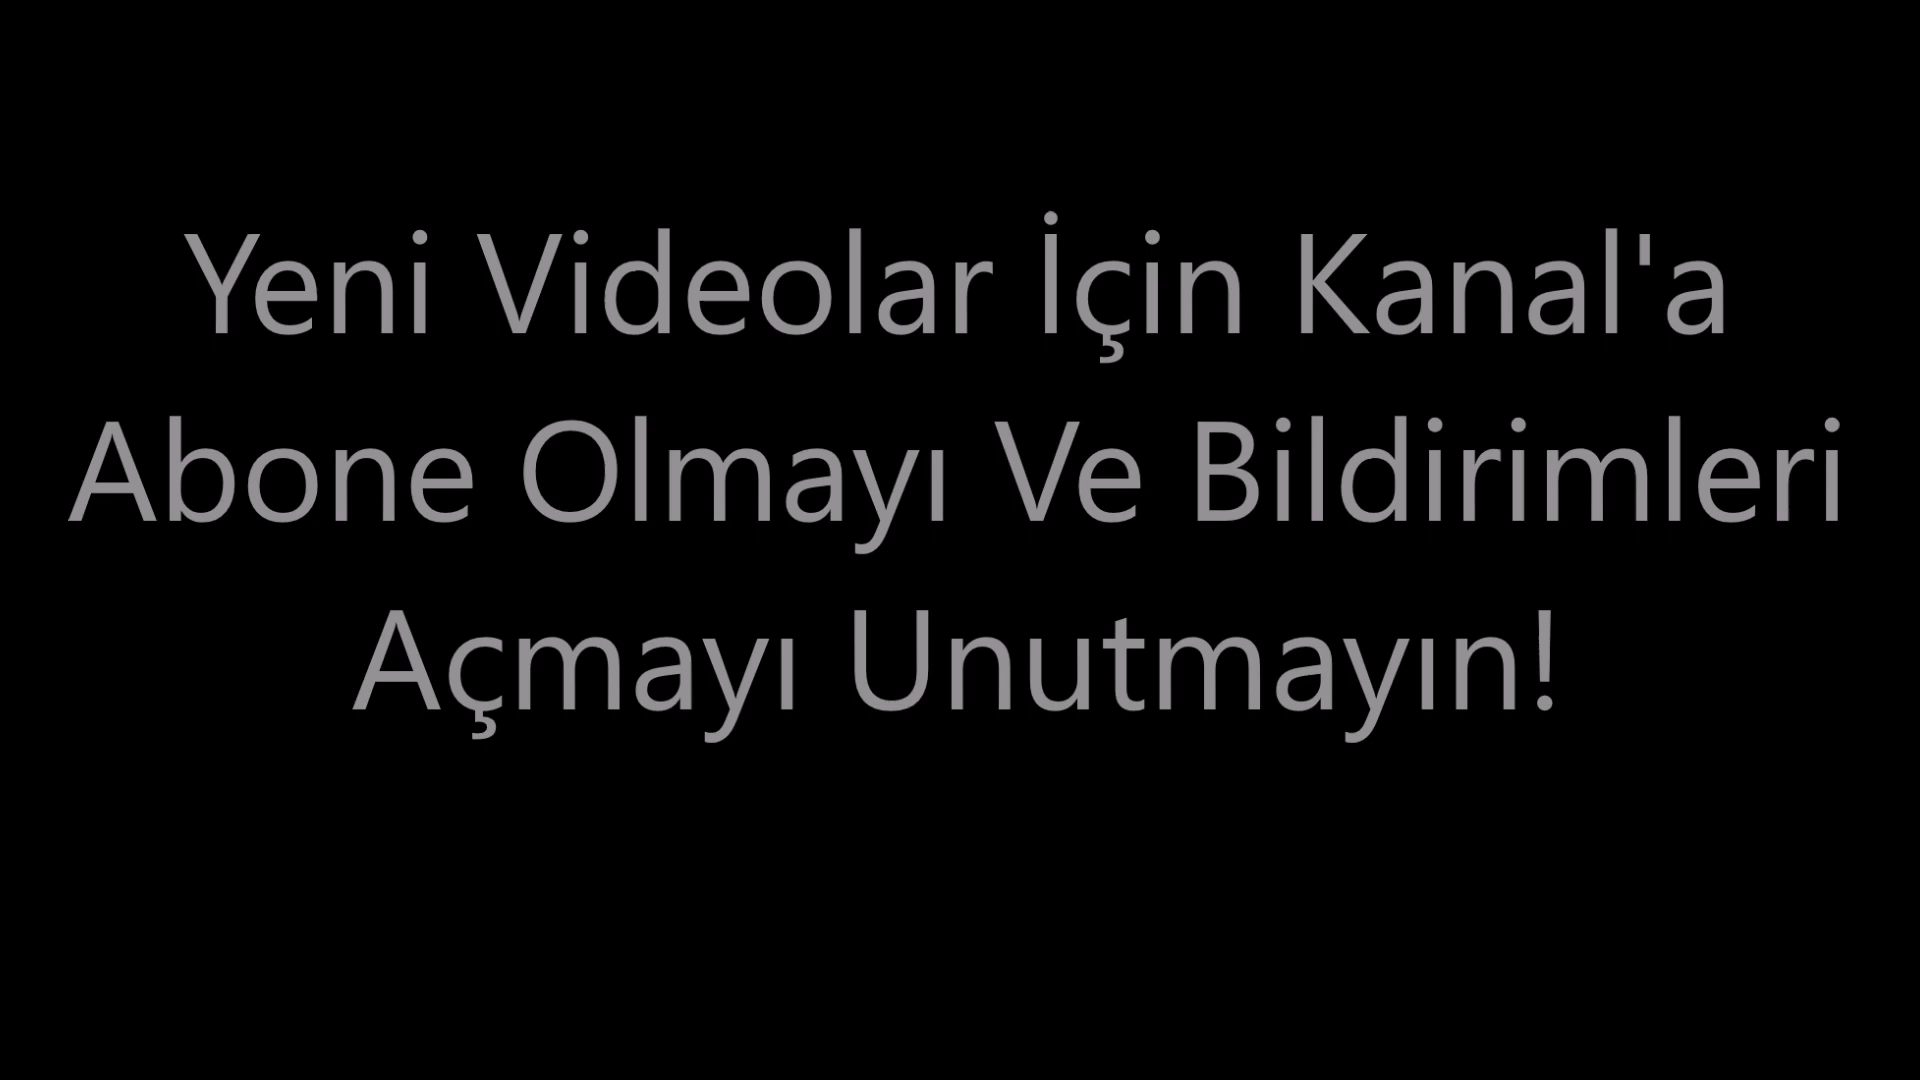 Yeni Videolar İçin Kanal'a
Abone Olmayı Ve Bildirimleri
Açmayı Unutmayın!